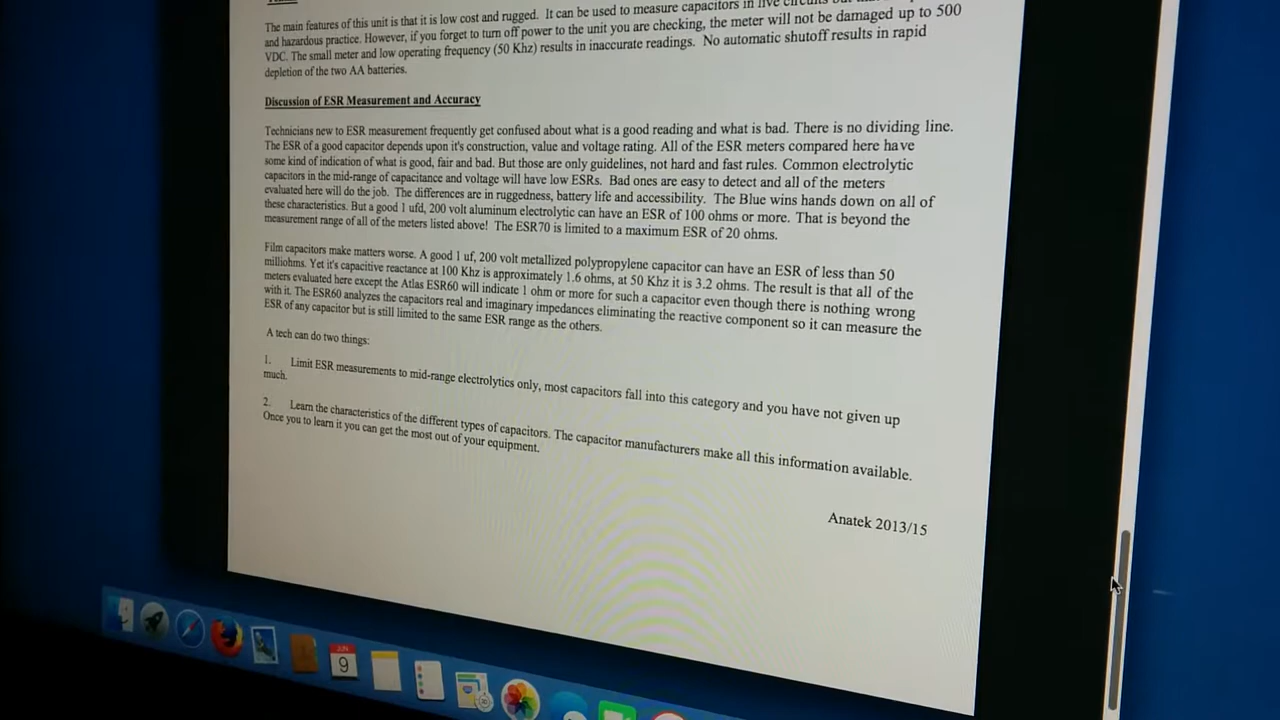 The main features of this unit is that it is low cost and rugged. It can be used to measure capacitors in live
and hazardous practice. However, if you forget to turn off power to the unit you are checking, the meter will not be damaged up to 500
VDC. The small meter and low operating frequency (50 Khz) results in inaccurate readings. No automatic shutoff results in rapid
depletion of the two AA batteries.
Discussion of ESR Measurement and Accuracy
Technicians new to ESR measurement frequently get confused about what is a good reading and what is bad. There is no dividing line.
The ESR of a good capacitor depends upon it's construction, value and voltage rating. All of the ESR meters compared here have
some kind of indication of what is good, fair and bad. But those are only guidelines, not hard and fast rules. Common electrolytic
capacitors in the mid-range of capacitance and voltage will have low ESRs. Bad ones are easy to detect and all of the meters
evaluated here will do the job. The differences are in ruggedness, battery life and accessibility. The Blue wins hands down on all of
these characteristics. But a good 1 ufd, 200 volt aluminum electrolytic can have an ESR of 100 ohms or more. That is beyond the
measurement range of all of the meters listed above! The ESR70 is limited to a maximum ESR of 20 ohms.
Film capacitors make matters worse. A good 1 uf, 200 volt metallized polypropylene capacitor can have an ESR of less than 50
milliohms. Yet it's capacitive reactance at 100 Khz is approximately 1.6 ohms, at 50 Khz it is 3.2 ohms. The result is that all of the
meters evaluated here except the Atlas ESR60 will indicate 1 ohm or more for such a capacitor even though there is nothing wrong
with it. The ESR60 analyzes the capacitors real and imaginary impedances eliminating the reactive component so it can measure the
ESR of any capacitor but is still limited to the same ESR range as the others.
A tech can do two things:
1. Limit ESR measurements to mid-range electrolytics only, most capacitors fall into this category and you have not given up
much.
2. Learn the characteristics of the different types of capacitors. The capacitor manufacturers make all this information available.
Once you to learn it you can get the most out of your equipment.
Anatek 2013/15
JUN
9